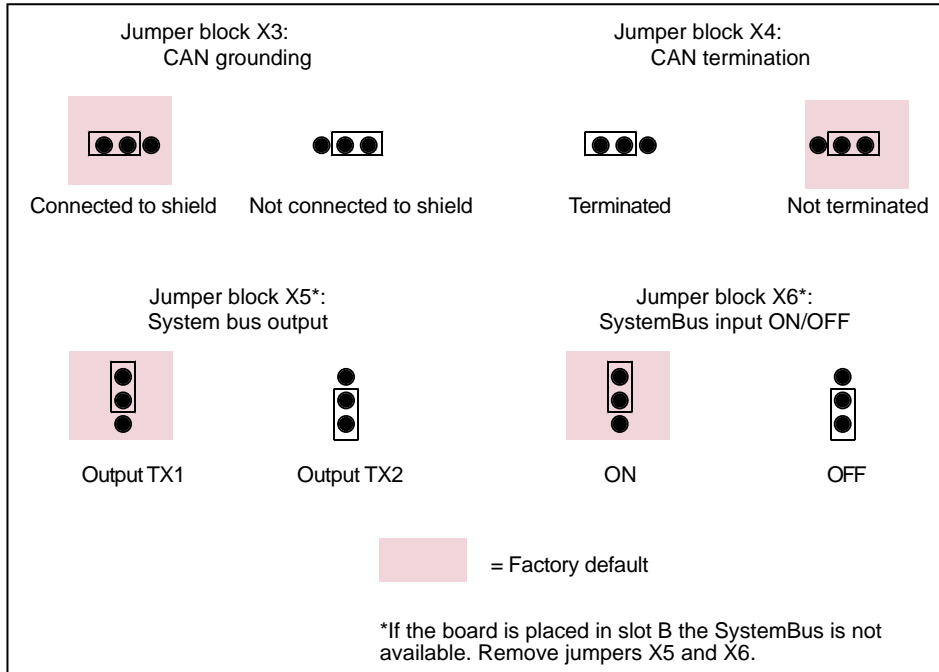 Jumper block X3:
CAN grounding
Jumper block X4:
CAN termination
Connected to shield
Not connected to shield
Terminated
Not terminated
Jumper block X5*:
System bus output
Jumper block X6*:
SystemBus input ON/OFF
Output TX1
Output TX2
ON
OFF
= Factory default
*If the board is placed in slot B the SystemBus is not
available. Remove jumpers X5 and X6.